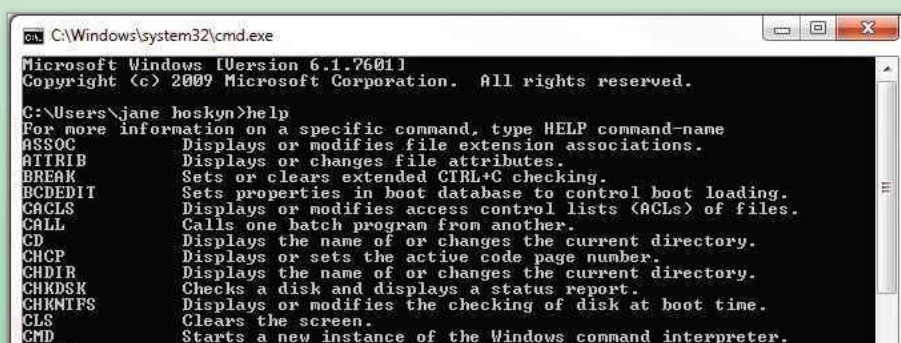 C:\Windows\system32\cmd.exe
Microsoft Windows [Version 6.1.7601]
Copyright (c) 2009 Microsoft Corporation.  All rights reserved.
C:\Users\jane hoskyn>help
For more information on a specific command, type HELP command-name
ASSOC          Displays or modifies file extension associations.
ATTRIB         Displays or changes file attributes.
BREAK          Sets or clears extended CTRL+C checking.
BCDEDIT        Sets properties in boot database to control boot loading.
CACLS          Displays or modifies access control lists (ACLs) of files.
CALL           Calls one batch program from another.
CD             Displays the name of or changes the current directory.
CHCP           Displays or sets the active code page number.
CHDIR          Displays the name of or changes the current directory.
CHKDSK         Checks a disk and displays a status report.
CHKNTFS        Displays or modifies the checking of disk at boot time.
CLS            Clears the screen.
CMD            Starts a new instance of the Windows command interpreter.